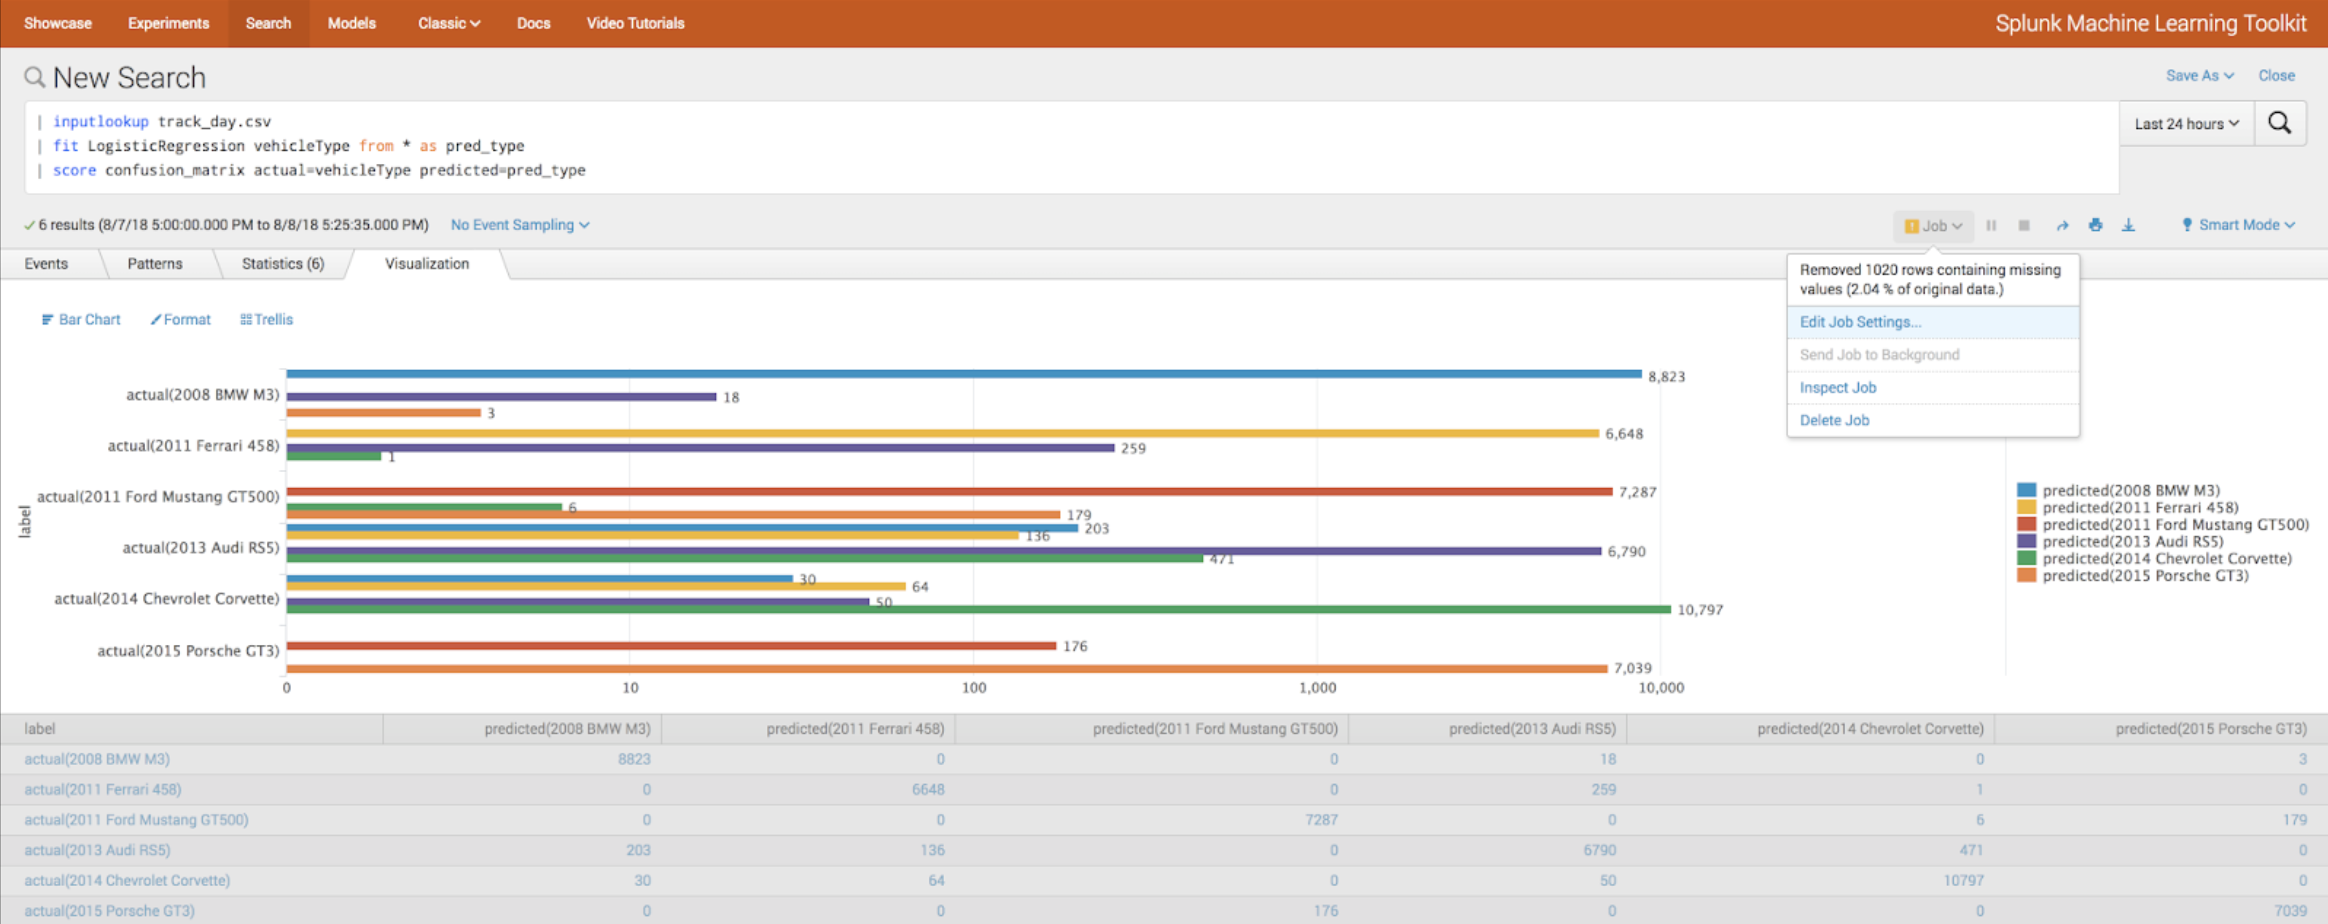 Showcase Experiments Search Models Classic Docs Video Tutorials Splunk Machine Learning Toolkit
New Search Save As Close
| inputlookup track_day.csv
| fit LogisticRegression vehicleType from * as pred_type
| score confusion_matrix actual=vehicleType predicted=pred_type
Last 24 hours
6 results (8/7/18 5:00:00.000 PM to 8/8/18 5:25:35.000 PM) No Event Sampling Job Smart Mode
Events Patterns Statistics (6) Visualization
Removed 1020 rows containing missing
values (2.04 % of original data.)
Edit Job Settings...
Send Job to Background
Inspect Job
Delete Job
Bar Chart Format Trellis
label
actual(2008 BMW M3) 8,823 18 3
actual(2011 Ferrari 458) 6,648 259 1
actual(2011 Ford Mustang GT500) 7,287 6 179
actual(2013 Audi RS5) 203 136 6,790 471
actual(2014 Chevrolet Corvette) 30 64 50 10,797
actual(2015 Porsche GT3) 176 7,039
0 10 100 1,000 10,000
predicted(2008 BMW M3)
predicted(2011 Ferrari 458)
predicted(2011 Ford Mustang GT500)
predicted(2013 Audi RS5)
predicted(2014 Chevrolet Corvette)
predicted(2015 Porsche GT3)
label predicted(2008 BMW M3) predicted(2011 Ferrari 458) predicted(2011 Ford Mustang GT500) predicted(2013 Audi RS5) predicted(2014 Chevrolet Corvette) predicted(2015 Porsche GT3)
actual(2008 BMW M3) 8823 0 0 18 0 3
actual(2011 Ferrari 458) 0 6648 0 259 1 0
actual(2011 Ford Mustang GT500) 0 0 7287 0 6 179
actual(2013 Audi RS5) 203 136 0 6790 471 0
actual(2014 Chevrolet Corvette) 30 64 0 50 10797 0
actual(2015 Porsche GT3) 0 0 176 0 0 7039